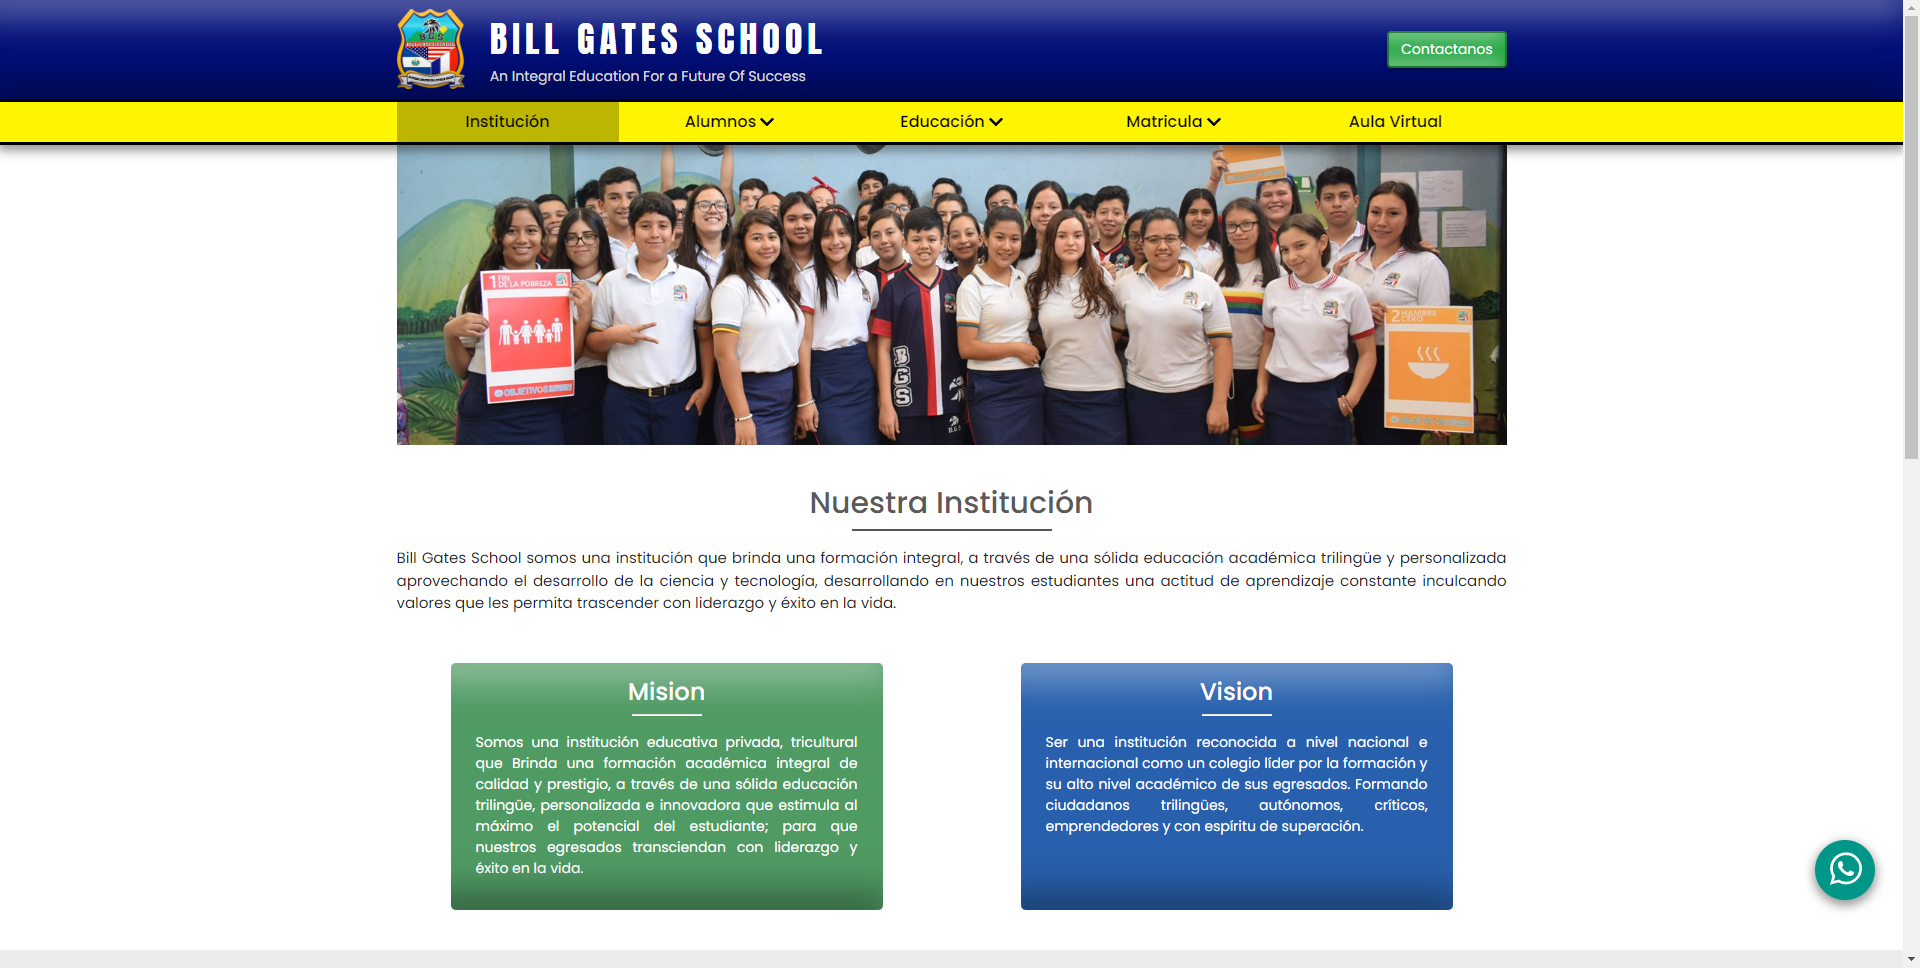 BILL GATES SCHOOL
An Integral Education For a Future Of Success
Contactanos
Institución
Alumnos
Educación
Matricula
Aula Virtual
1 FIN DE LA POBREZA
2 HAMBRE CERO
BGS
B.G.S
OBJETIVOS
Nuestra Institución
Bill Gates School somos una institución que brinda una formación integral, a través de una sólida educación académica trilingüe y personalizada
aprovechando el desarrollo de la ciencia y tecnología, desarrollando en nuestros estudiantes una actitud de aprendizaje constante inculcando
valores que les permita trascender con liderazgo y éxito en la vida.
Mision
Somos una institución educativa privada, tricultural
que Brinda una formación académica integral de
calidad y prestigio, a través de una sólida educación
trilingüe, personalizada e innovadora que estimula al
máximo el potencial del estudiante; para que
nuestros egresados transciendan con liderazgo y
éxito en la vida.
Vision
Ser una institución reconocida a nivel nacional e
internacional como un colegio líder por la formación y
su alto nivel académico de sus egresados. Formando
ciudadanos trilingües, autónomos, críticos,
emprendedores y con espíritu de superación.